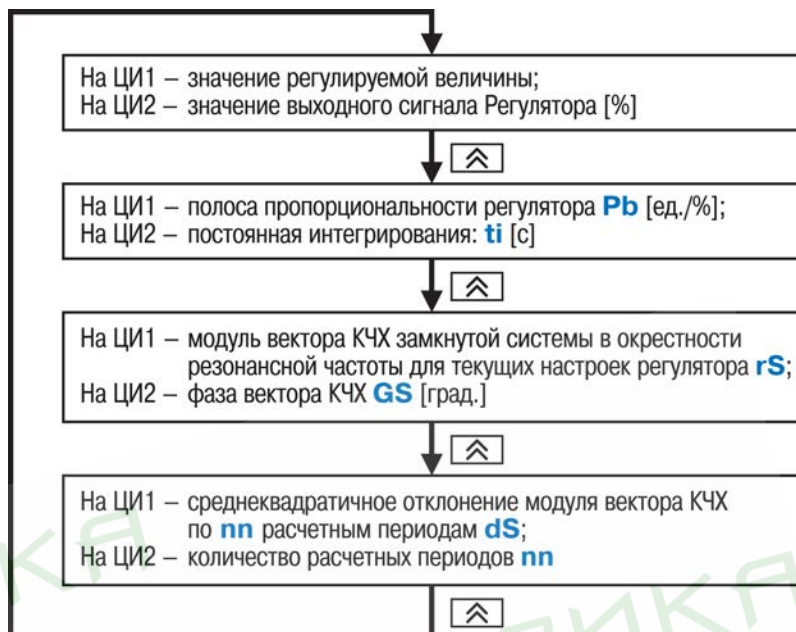 На ЦИ1 – значение регулируемой величины;
На ЦИ2 – значение выходного сигнала Регулятора [%]
На ЦИ1 – полоса пропорциональности регулятора Pb [ед./%];
На ЦИ2 – постоянная интегрирования: ti [с]
На ЦИ1 – модуль вектора КЧХ замкнутой системы в окрестности
резонансной частоты для текущих настроек регулятора rS;
На ЦИ2 – фаза вектора КЧХ GS [град.]
На ЦИ1 – среднеквадратичное отклонение модуля вектора КЧХ
по nn расчетным периодам dS;
На ЦИ2 – количество расчетных периодов nn